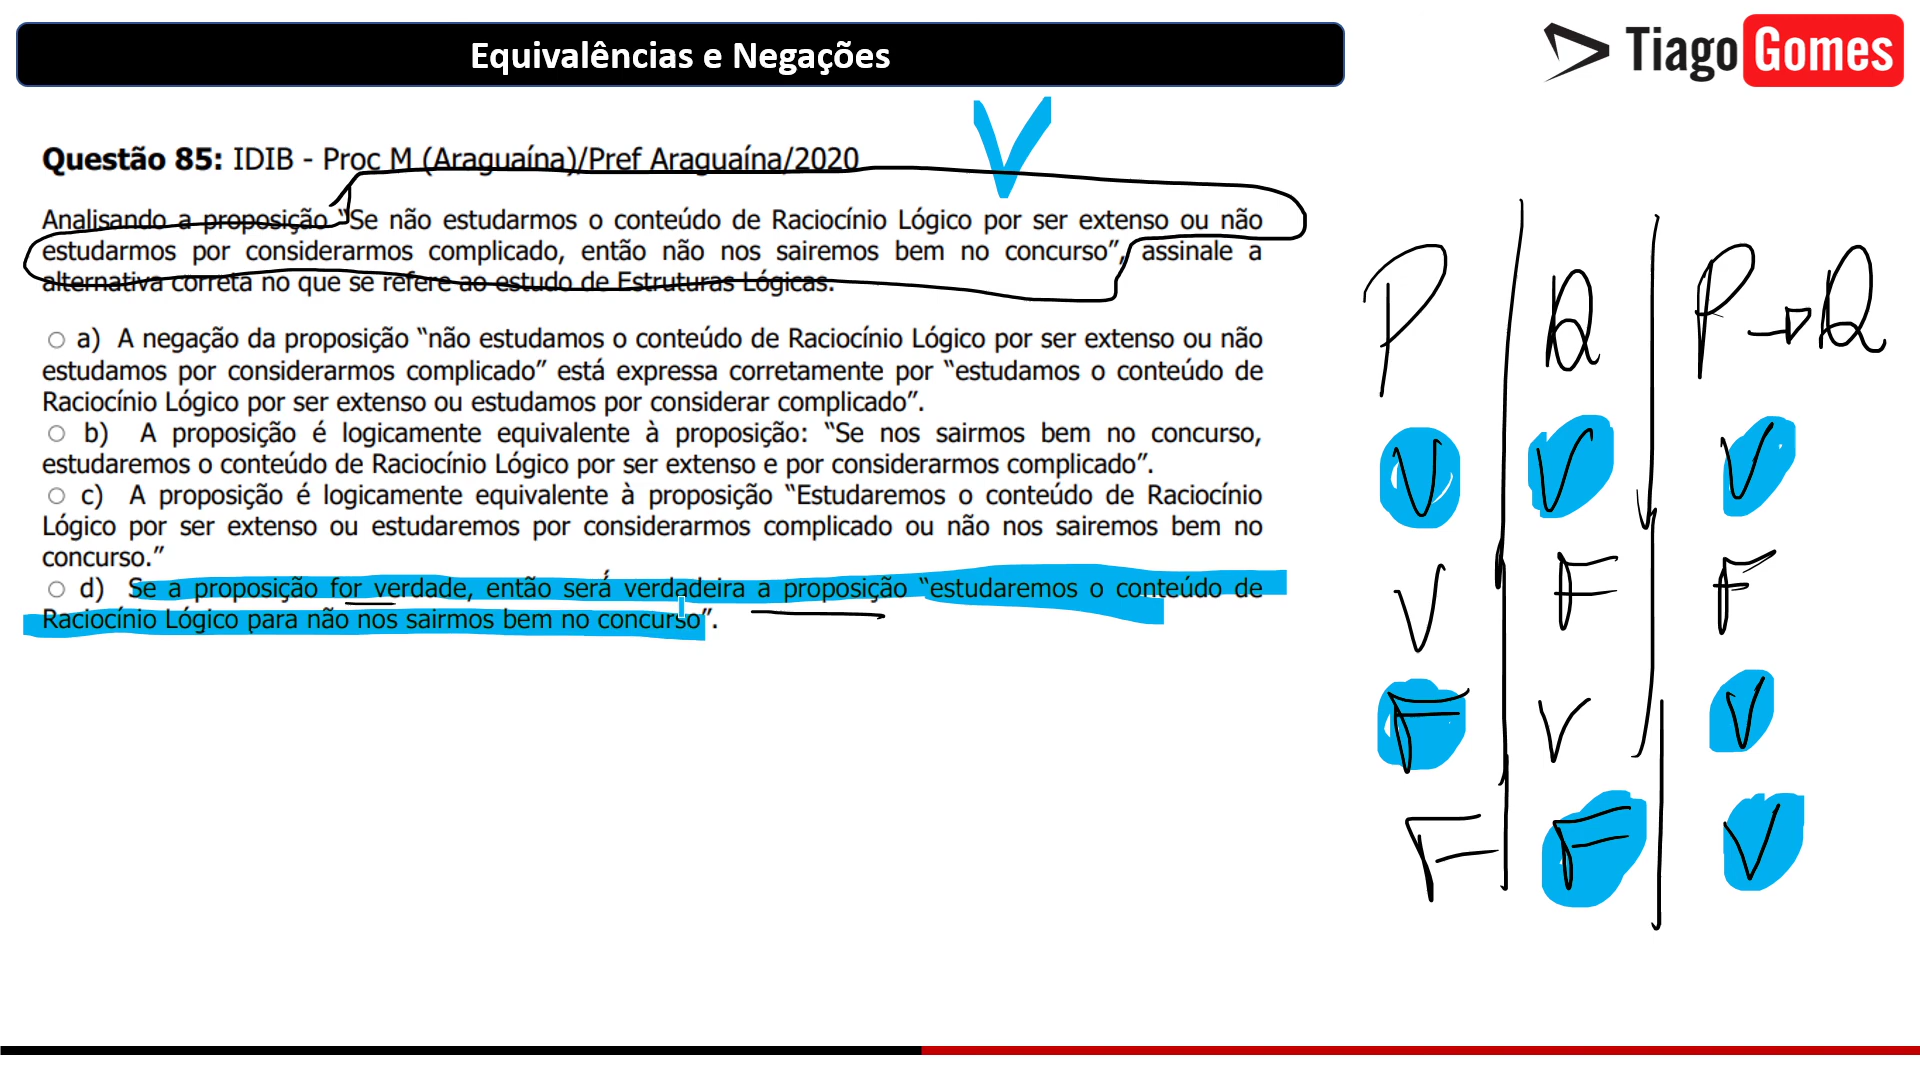 Equivalências e Negações
Tiago Gomes
Questão 85: IDIB - Proc M (Araguaína)/Pref Araguaína/2020
V
Analisando a proposição “Se não estudarmos o conteúdo de Raciocínio Lógico por ser extenso ou não
estudarmos por considerarmos complicado, então não nos sairemos bem no concurso”, assinale a
alternativa correta no que se refere ao estudo de Estruturas Lógicas.
a) A negação da proposição “não estudamos o conteúdo de Raciocínio Lógico por ser extenso ou não
estudamos por considerarmos complicado” está expressa corretamente por “estudamos o conteúdo de
Raciocínio Lógico por ser extenso ou estudamos por considerar complicado”.
b) A proposição é logicamente equivalente à proposição: “Se nos sairmos bem no concurso,
estudaremos o conteúdo de Raciocínio Lógico por ser extenso e por considerarmos complicado”.
c) A proposição é logicamente equivalente à proposição “Estudaremos o conteúdo de Raciocínio
Lógico por ser extenso ou estudaremos por considerarmos complicado ou não nos sairemos bem no
concurso.”
d) Se a proposição for verdade, então será verdadeira a proposição “estudaremos o conteúdo de
Raciocínio Lógico para não nos sairmos bem no concurso”.
P Q P→Q
V V V
V F F
F V V
F F V